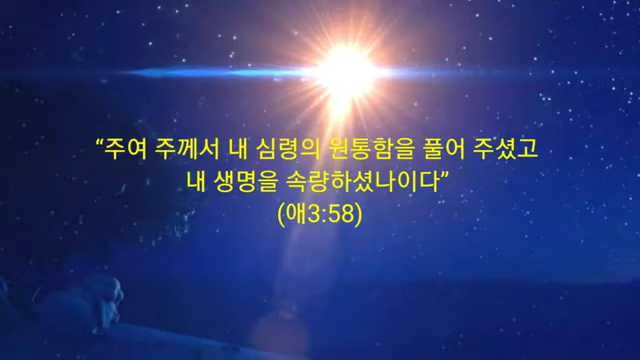 “주여 주께서 내 심령의 원통함을 풀어 주셨고
내 생명을 속량하셨나이다”
(애3:58)